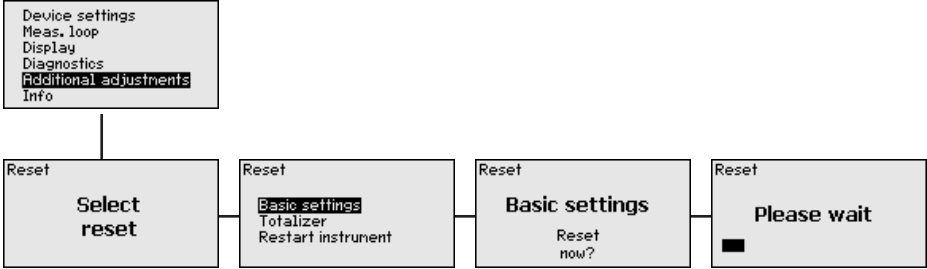 Device settings
Meas. loop
Display
Diagnostics
Additional adjustments
Info
Reset
Select
reset
Reset
Basic settings
Totalizer
Restart instrument
Reset
Basic settings
Reset
now?
Reset
Please wait